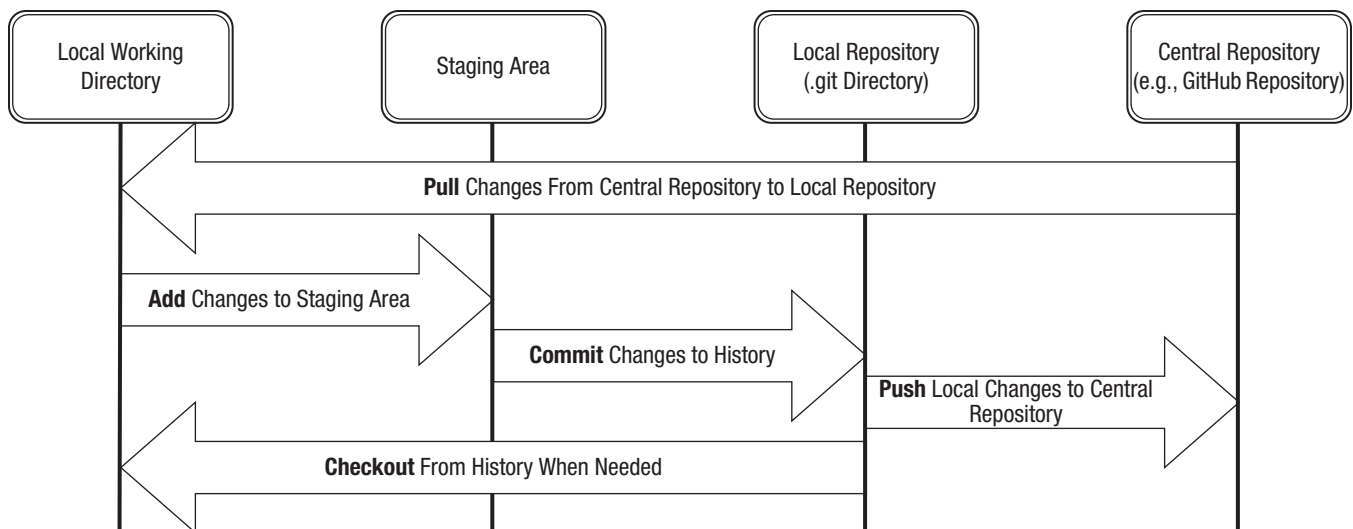 Local Working
Directory
Staging Area
Local Repository
(.git Directory)
Central Repository
(e.g., GitHub Repository)
Pull Changes From Central Repository to Local Repository
Add Changes to Staging Area
Commit Changes to History
Push Local Changes to Central
Repository
Checkout From History When Needed